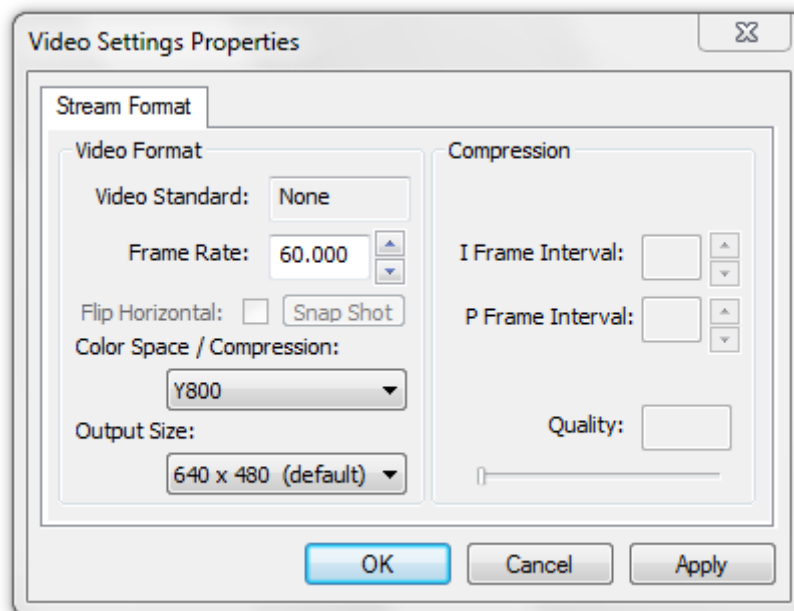 Video Settings Properties
Stream Format
Video Format
Video Standard: None
Frame Rate: 60.000
Flip Horizontal: Snap Shot
Color Space / Compression:
Y800
Output Size:
640 x 480 (default)
Compression
I Frame Interval:
P Frame Interval:
Quality:
OK Cancel Apply